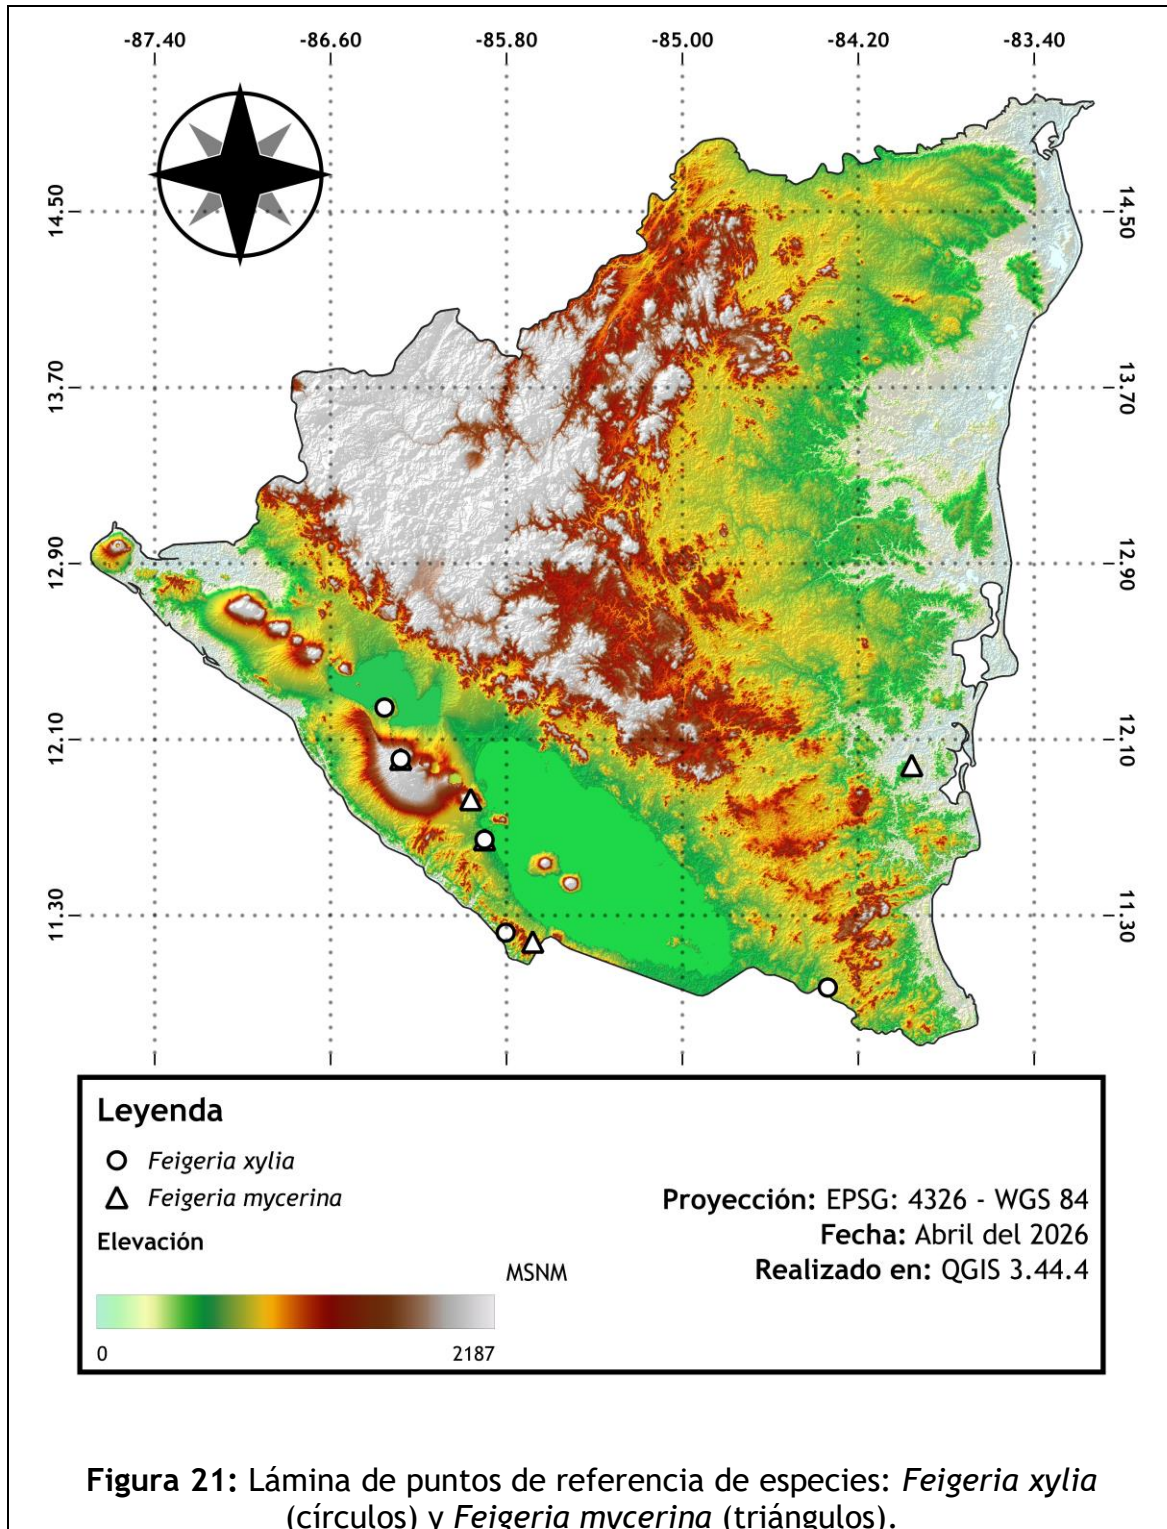 -87.40 -86.60 -85.80 -85.00 -84.20 -83.40
14.50 14.50
13.70 13.70
12.90 12.90
12.10 12.10
11.30 11.30
Leyenda
Feigeria xylia
Feigeria mycerina
Elevación
MSNM
0 2187
Proyección: EPSG: 4326 - WGS 84
Fecha: Abril del 2026
Realizado en: QGIS 3.44.4
Figura 21: Lámina de puntos de referencia de especies: Feigeria xylia
(círculos) y Feigeria mycerina (triángulos).